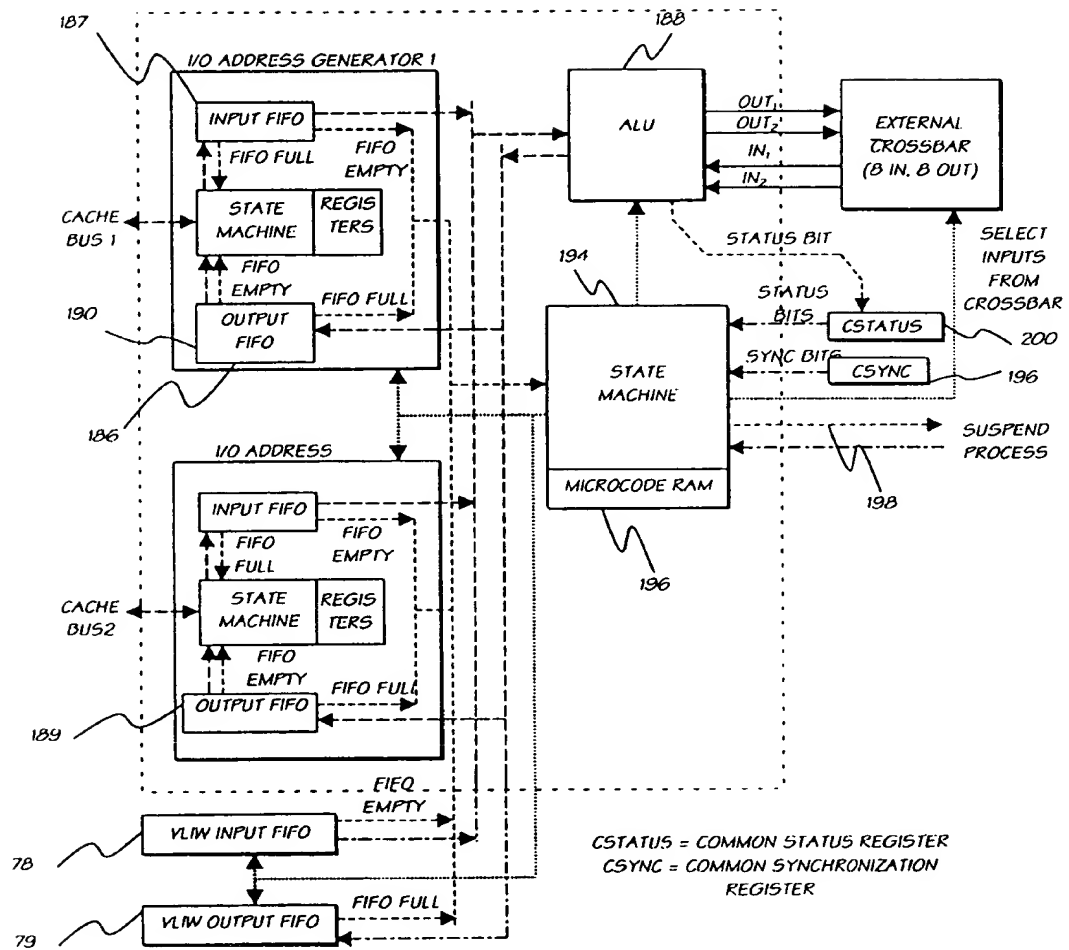 187
188
I/O ADDRESS GENERATOR 1
INPUT FIFO
FIFO FULL
FIFO
EMPTY
CACHE
BUS 1
STATE
MACHINE
REGIS
TERS
FIFO
EMPTY
FIFO FULL
OUTPUT
FIFO
190
186
ALU
OUT1
OUT2
IN1
IN2
EXTERNAL
CROSSBAR
(8 IN, 8 OUT)
STATUS BIT
SELECT
INPUTS
FROM
CROSSBAR
194
STATUS
BITS
CSTATUS
200
SYNC BITS
CSYNC
196
STATE
MACHINE
SUSPEND
PROCESS
198
MICROCODE RAM
196
I/O ADDRESS
INPUT FIFO
FIFO
FULL
FIFO
EMPTY
CACHE
BUS2
STATE
MACHINE
REGIS
TERS
FIFO
EMPTY
FIFO FULL
OUTPUT FIFO
189
FIFO
EMPTY
VLIW INPUT FIFO
78
FIFO FULL
VLIW OUTPUT FIFO
79
CSTATUS = COMMON STATUS REGISTER
CSYNC = COMMON SYNCHRONIZATION
REGISTER